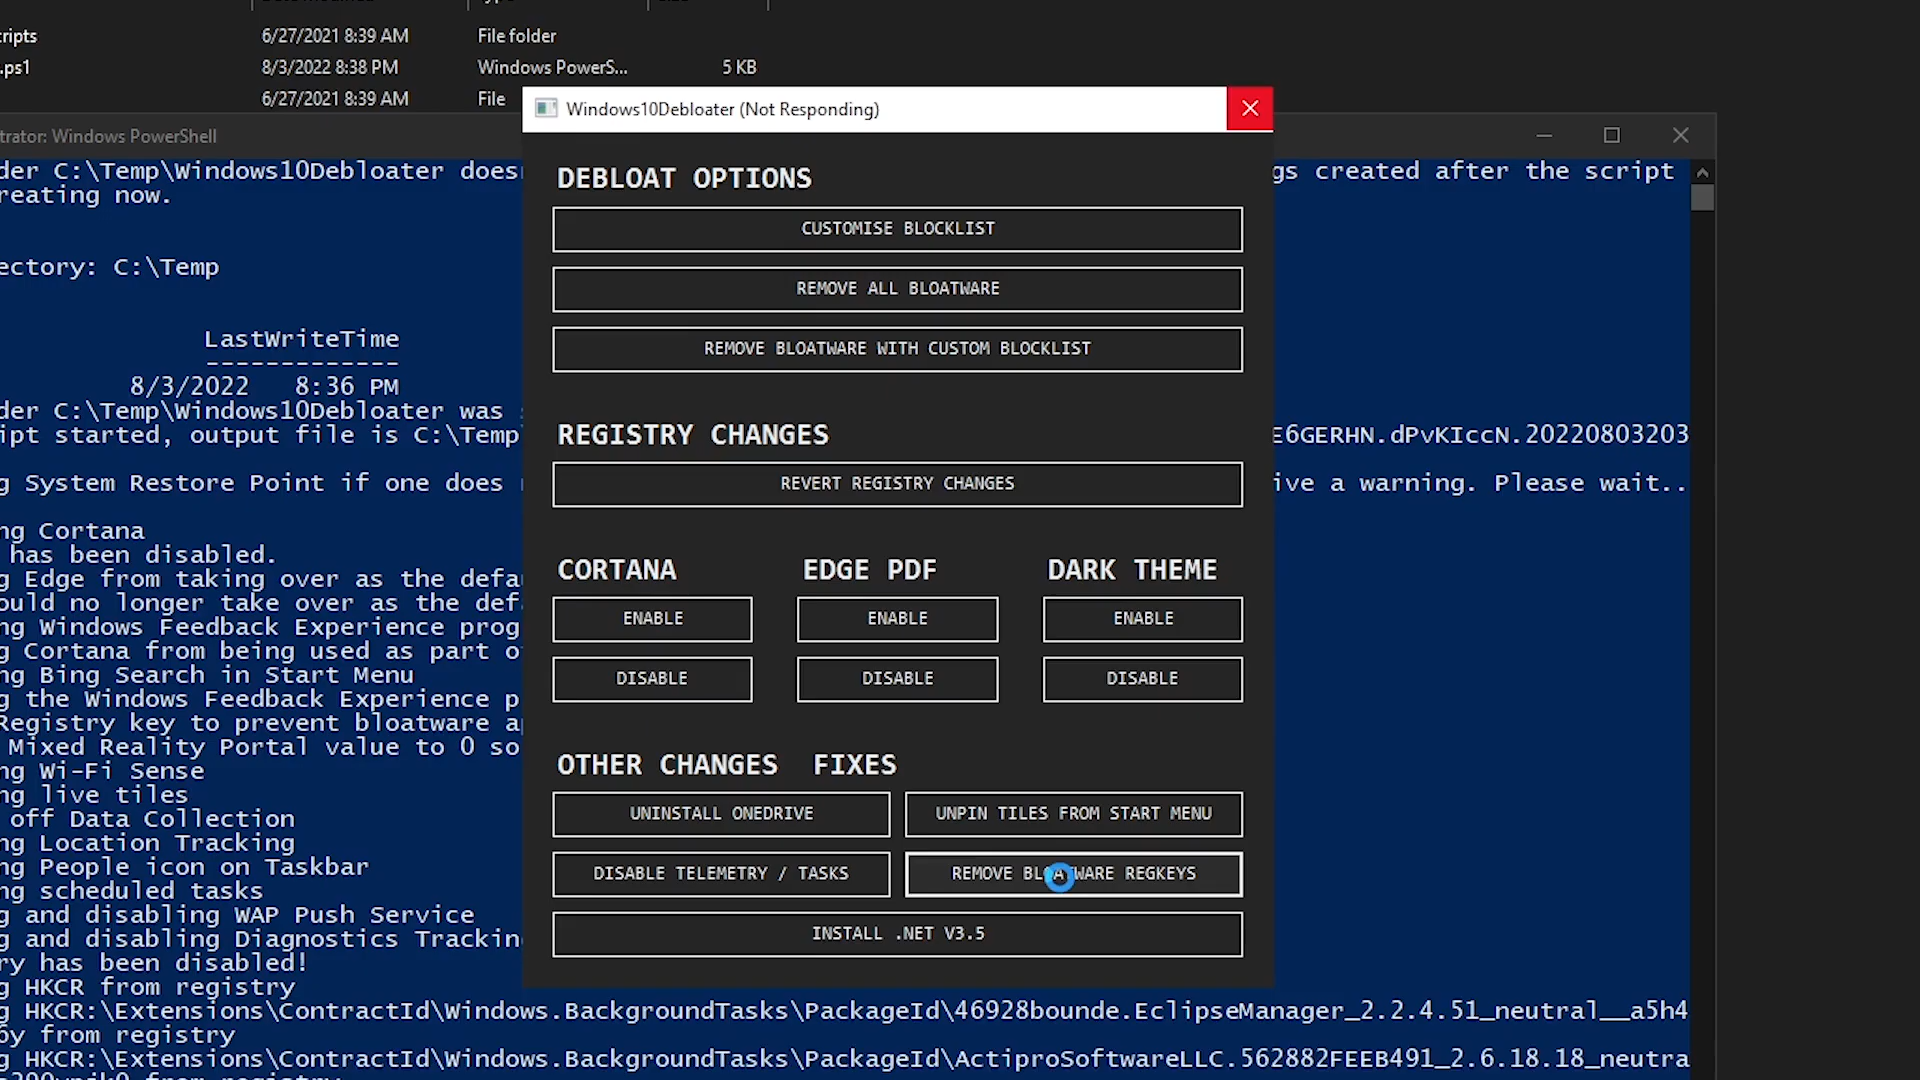 ripts 6/27/2021 8:39 AM File folder
.ps1 8/3/2022 8:38 PM Windows PowerS... 5 KB
6/27/2021 8:39 AM File
Windows10Debloater (Not Responding)
trator: Windows PowerShell
der C:\Temp\Windows10Debloater does gs created after the script
reating now.
ectory: C:\Temp
LastWriteTime
-------------
8/3/2022 8:36 PM
der C:\Temp\Windows10Debloater was
ipt started, output file is C:\Temp E6GERHN.dPvKIccN.20220803203
g System Restore Point if one does ive a warning. Please wait..
ng Cortana
has been disabled.
g Edge from taking over as the defa
ould no longer take over as the def
ng Windows Feedback Experience prog
g Cortana from being used as part o
ng Bing Search in Start Menu
g the Windows Feedback Experience p
Registry key to prevent bloatware a
Mixed Reality Portal value to 0 so
ng Wi-Fi Sense
ng live tiles
off Data Collection
ng Location Tracking
ng People icon on Taskbar
ng scheduled tasks
g and disabling WAP Push Service
g and disabling Diagnostics Trackin
ry has been disabled!
g HKCR from registry
g HKCR:\Extensions\ContractId\Windows.BackgroundTasks\PackageId\46928bounde.EclipseManager_2.2.4.51_neutral__a5h4
by from registry
g HKCR:\Extensions\ContractId\Windows.BackgroundTasks\PackageId\ActiproSoftwareLLC.562882FEEB491_2.6.18.18_neutra
DEBLOAT OPTIONS
CUSTOMISE BLOCKLIST
REMOVE ALL BLOATWARE
REMOVE BLOATWARE WITH CUSTOM BLOCKLIST
REGISTRY CHANGES
REVERT REGISTRY CHANGES
CORTANA EDGE PDF DARK THEME
ENABLE ENABLE ENABLE
DISABLE DISABLE DISABLE
OTHER CHANGES FIXES
UNINSTALL ONEDRIVE UNPIN TILES FROM START MENU
DISABLE TELEMETRY / TASKS REMOVE BLOATWARE REGKEYS
INSTALL .NET V3.5